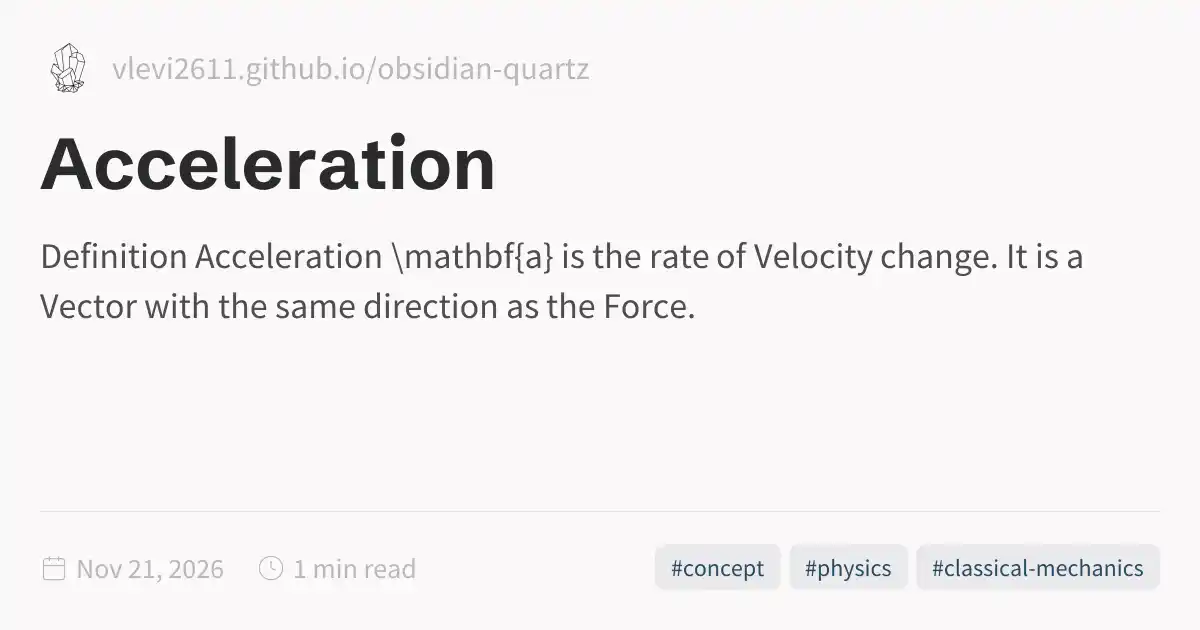 vlevi2611.github.io/obsidian-quartz
Acceleration
Definition Acceleration \mathbf{a} is the rate of Velocity change. It is a
Vector with the same direction as the Force.
Nov 21, 2026 1 min read #concept #physics #classical-mechanics